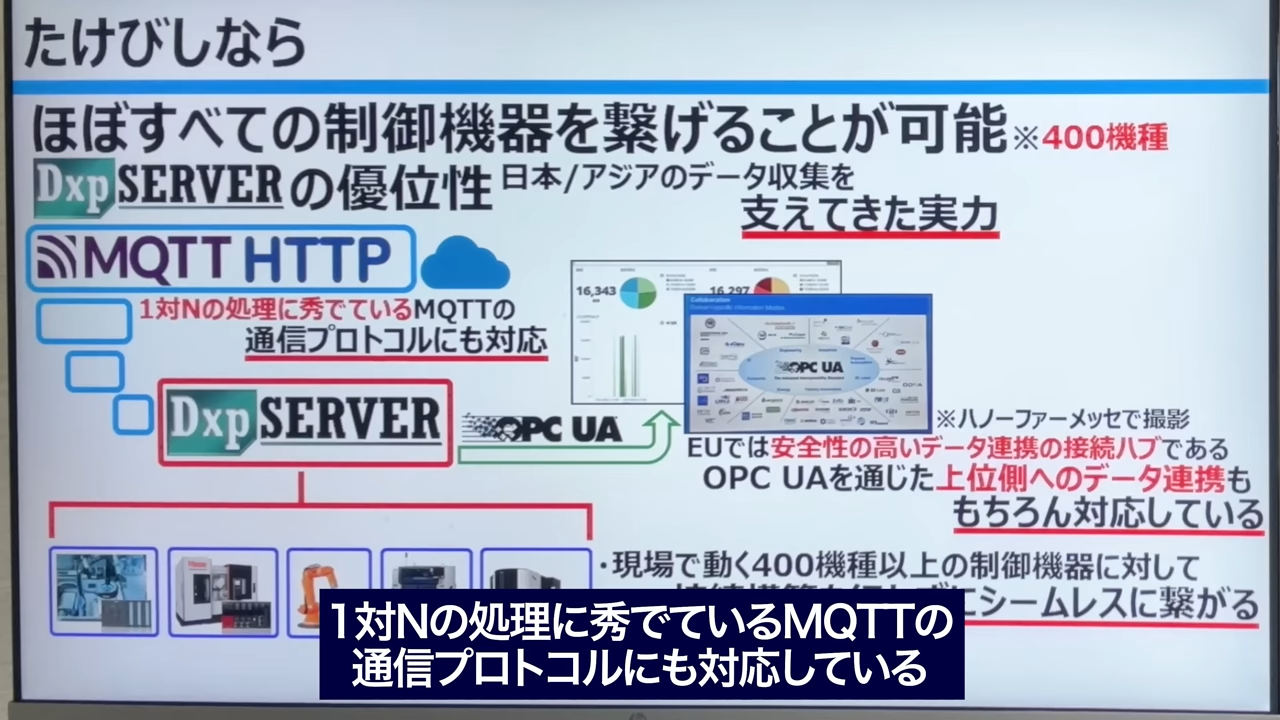 たけびしなら
ほぼすべての制御機器を繋げることが可能 ※400機種
DxpSERVERの優位性 日本/アジアのデータ収集を
支えてきた実力
MQTT HTTP
1対Nの処理に秀でているMQTTの
通信プロトコルにも対応
16,343
16,297
Collaboration
OPC UA
DxpSERVER
OPC UA
※ハノーファーメッセで撮影
EUでは安全性の高いデータ連携の接続ハブである
OPC UAを通じた上位側へのデータ連携も
もちろん対応している
・現場で動く400機種以上の制御機器に対して
シームレスに繋がる
1対Nの処理に秀でているMQTTの
通信プロトコルにも対応している